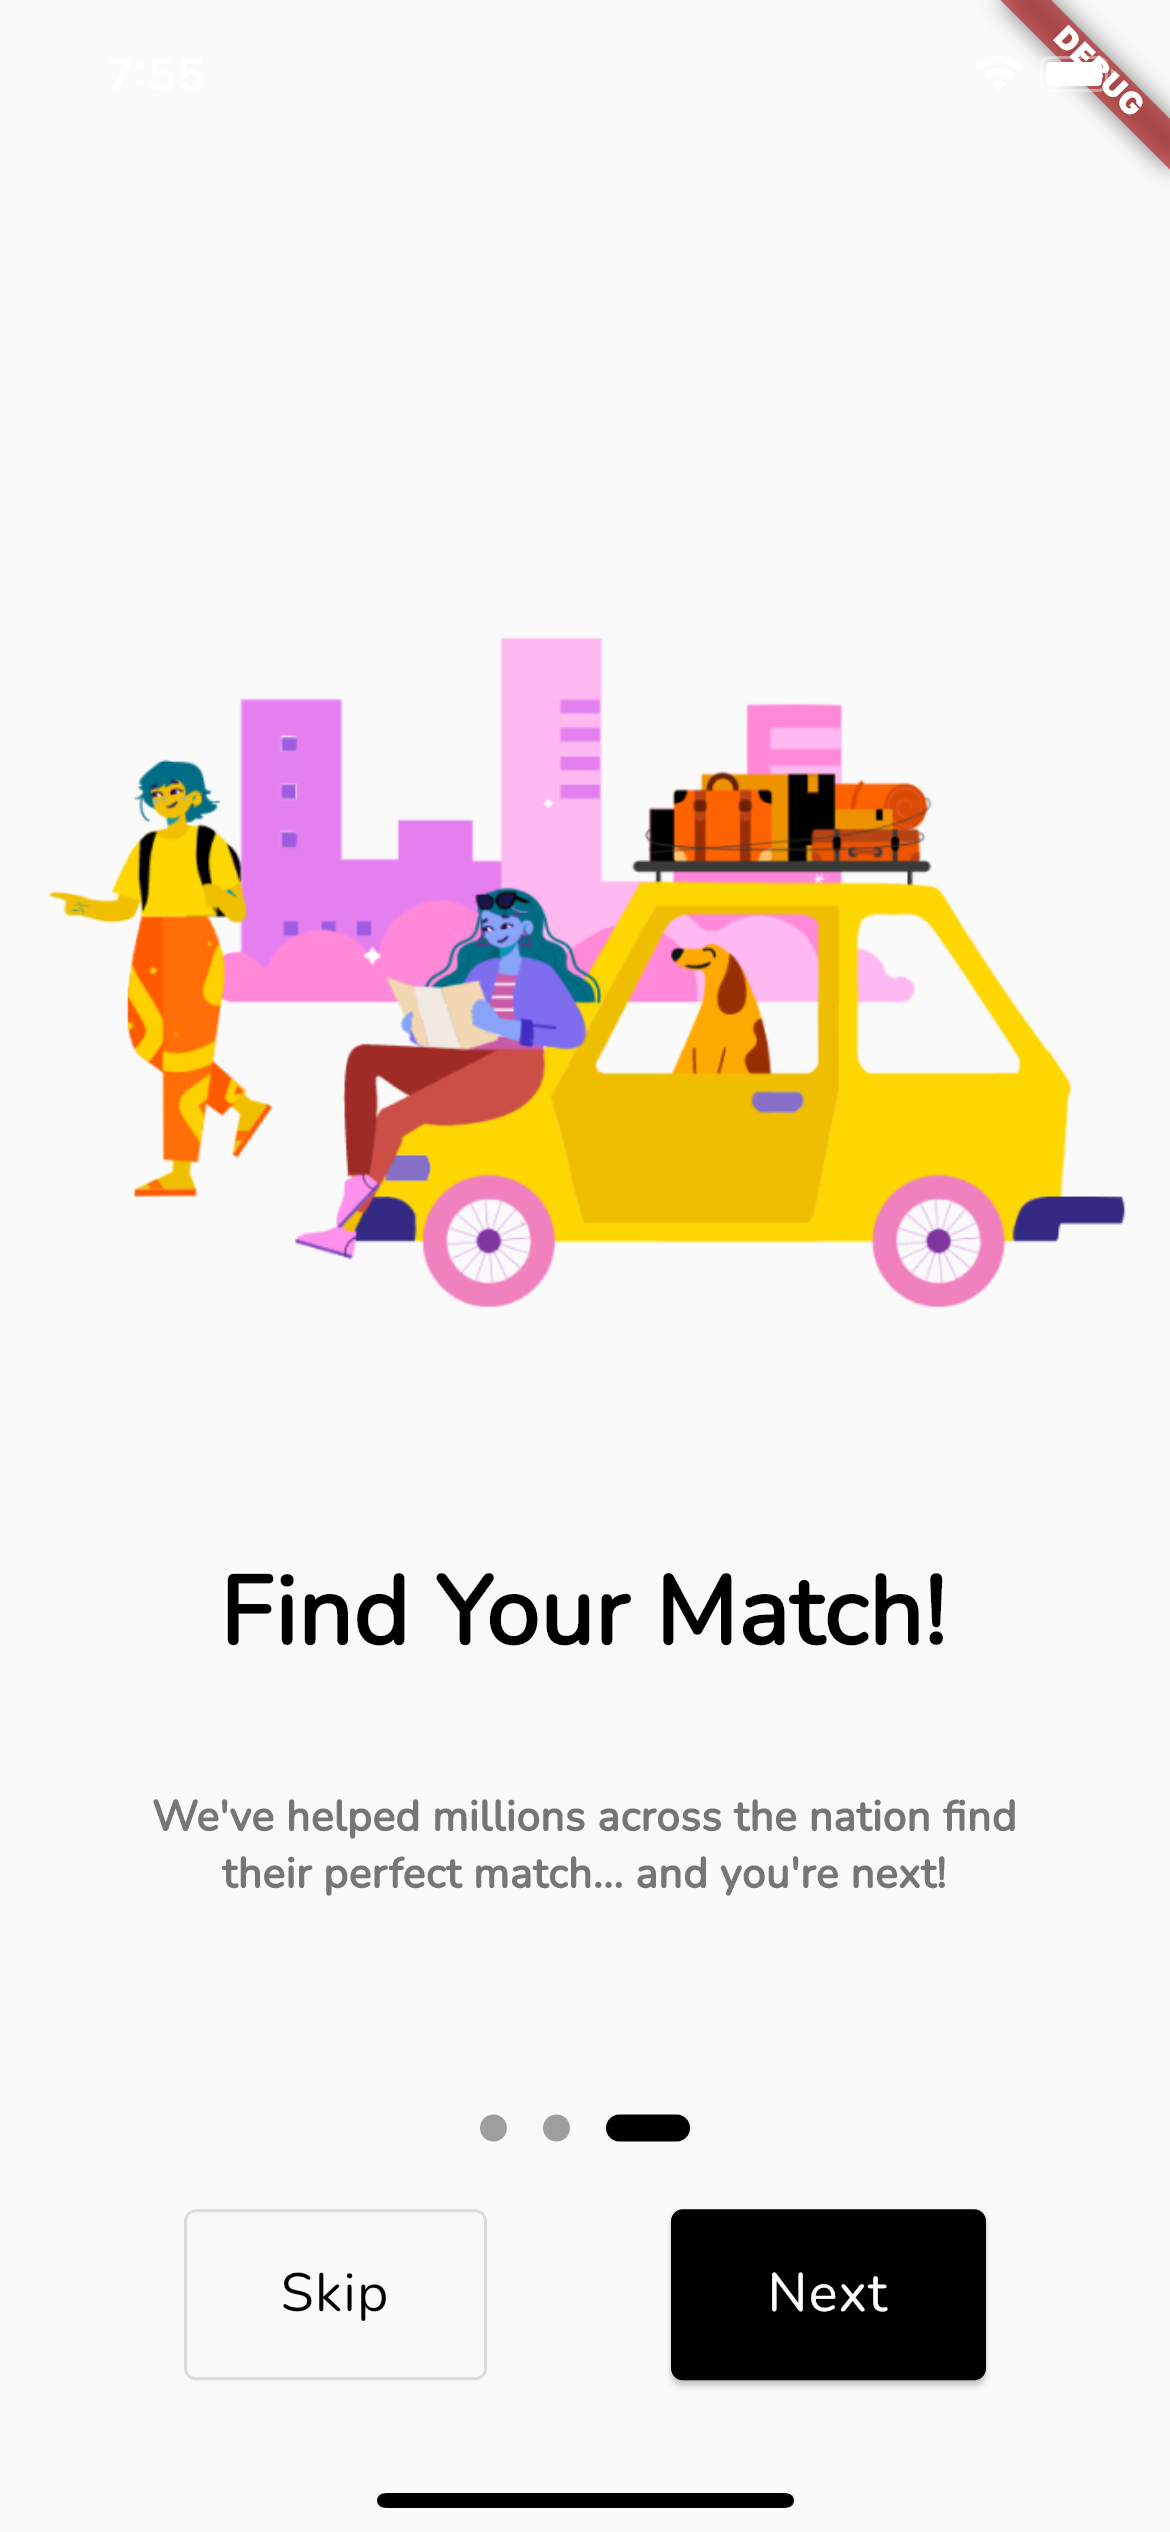 7:55
DEBUG
Find Your Match!
We've helped millions across the nation find
their perfect match... and you're next!
Skip
Next